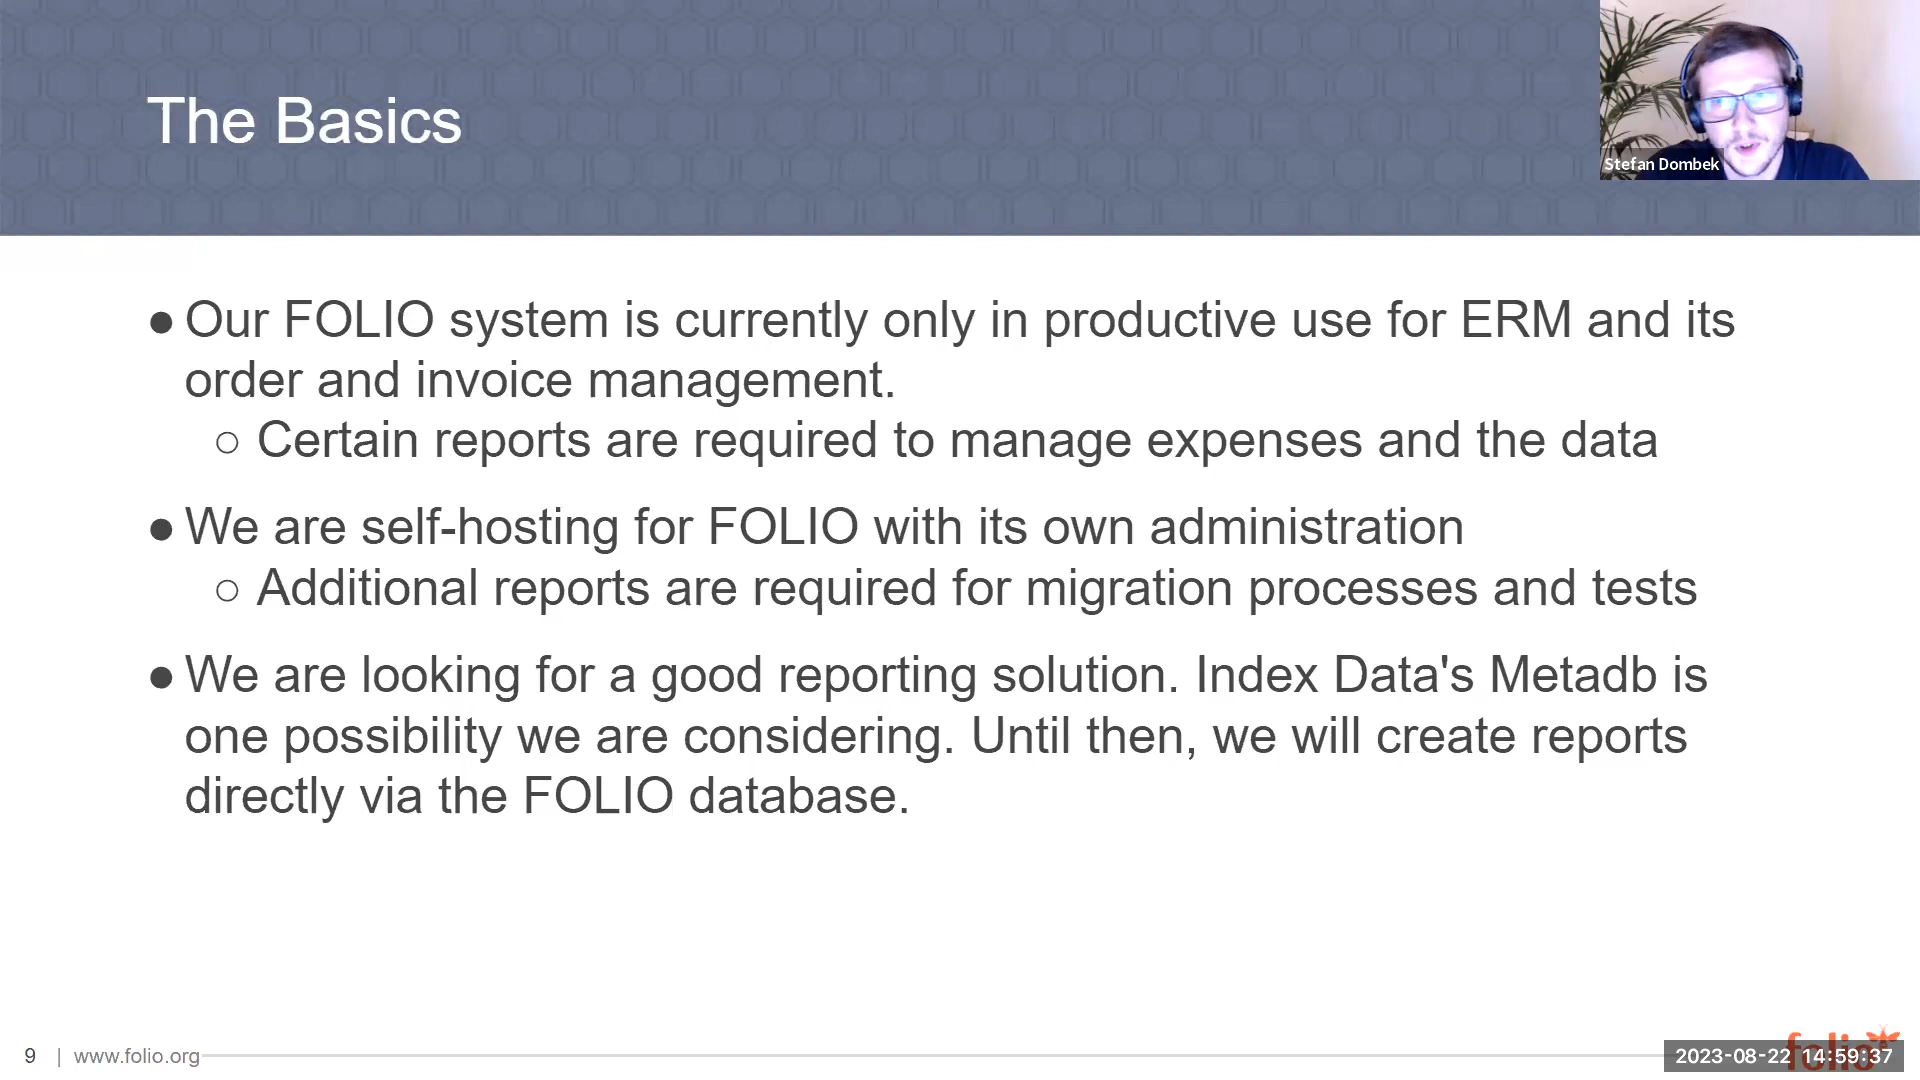 The Basics
Stefan Dombek
● Our FOLIO system is currently only in productive use for ERM and its
order and invoice management.
○ Certain reports are required to manage expenses and the data
● We are self-hosting for FOLIO with its own administration
○ Additional reports are required for migration processes and tests
● We are looking for a good reporting solution. Index Data's Metadb is
one possibility we are considering. Until then, we will create reports
directly via the FOLIO database.
9 | www.folio.org
folio
2023-08-22 14:59:37